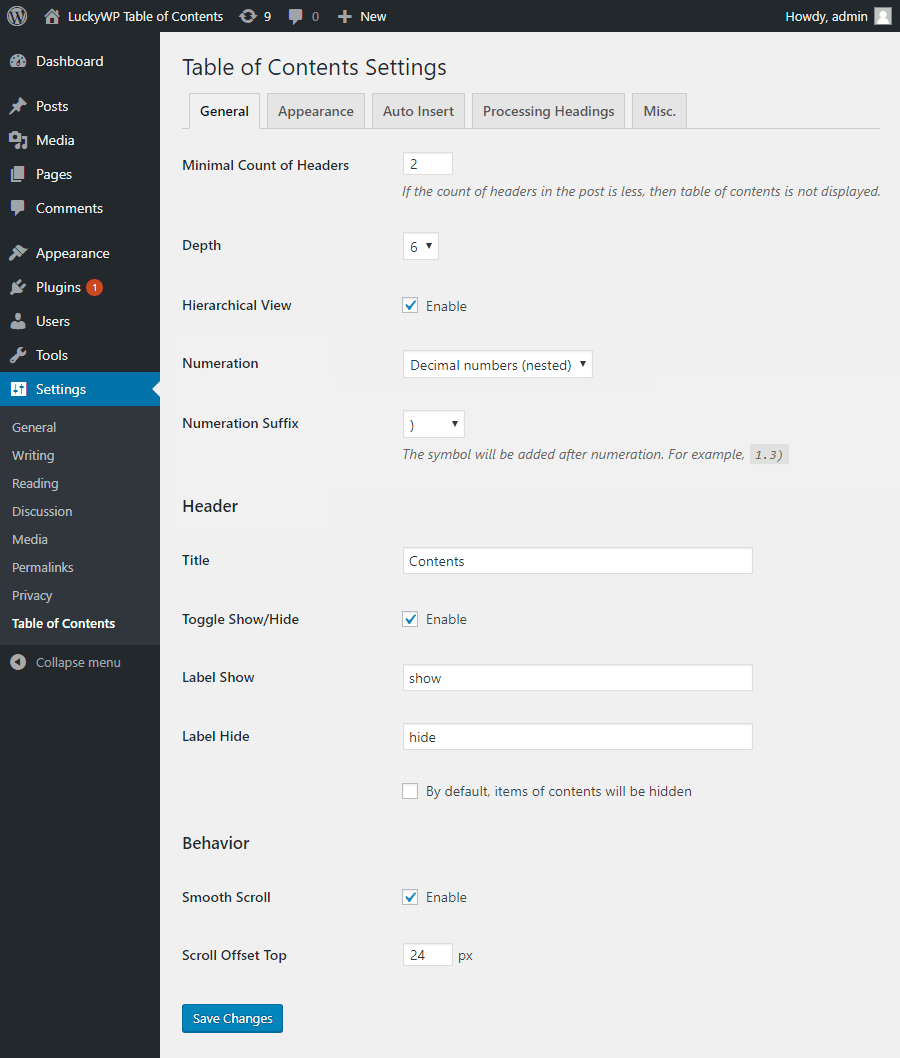 LuckyWP Table of Contents 9 0 New Howdy, admin
Dashboard
Posts
Media
Pages
Comments
Appearance
Plugins 1
Users
Tools
Settings
General
Writing
Reading
Discussion
Media
Permalinks
Privacy
Table of Contents
Collapse menu
Table of Contents Settings
General Appearance Auto Insert Processing Headings Misc.
Minimal Count of Headers 2
If the count of headers in the post is less, then table of contents is not displayed.
Depth 6
Hierarchical View Enable
Numeration Decimal numbers (nested)
Numeration Suffix )
The symbol will be added after numeration. For example, 1.3)
Header
Title Contents
Toggle Show/Hide Enable
Label Show show
Label Hide hide
By default, items of contents will be hidden
Behavior
Smooth Scroll Enable
Scroll Offset Top 24 px
Save Changes